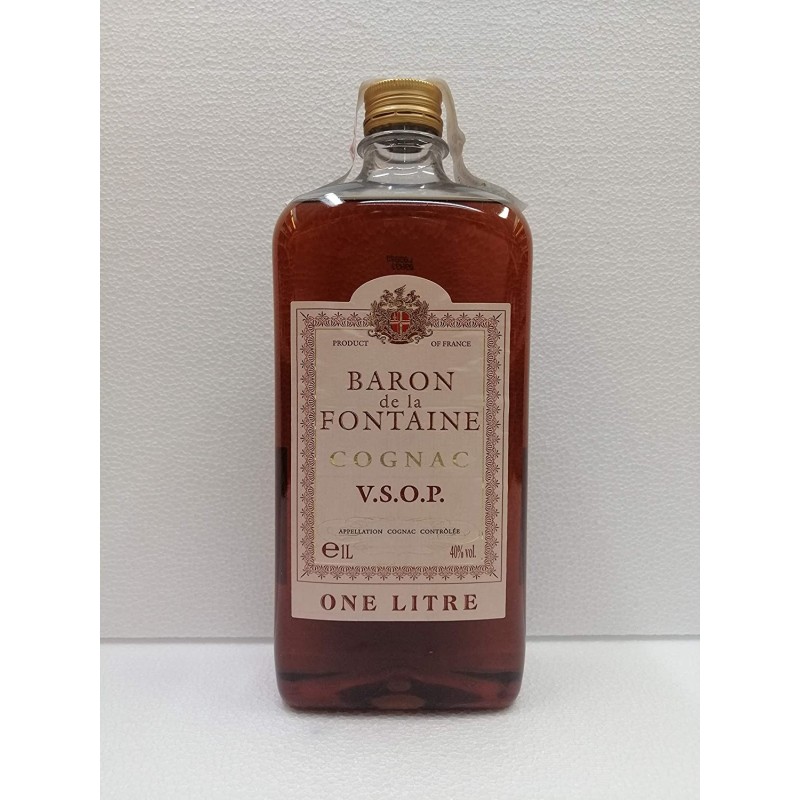 PRODUCT OF FRANCE
BARON
de la
FONTAINE
COGNAC
V.S.O.P.
APPELLATION COGNAC CONTRÔLÉE
℮1L 40% vol.
ONE LITRE